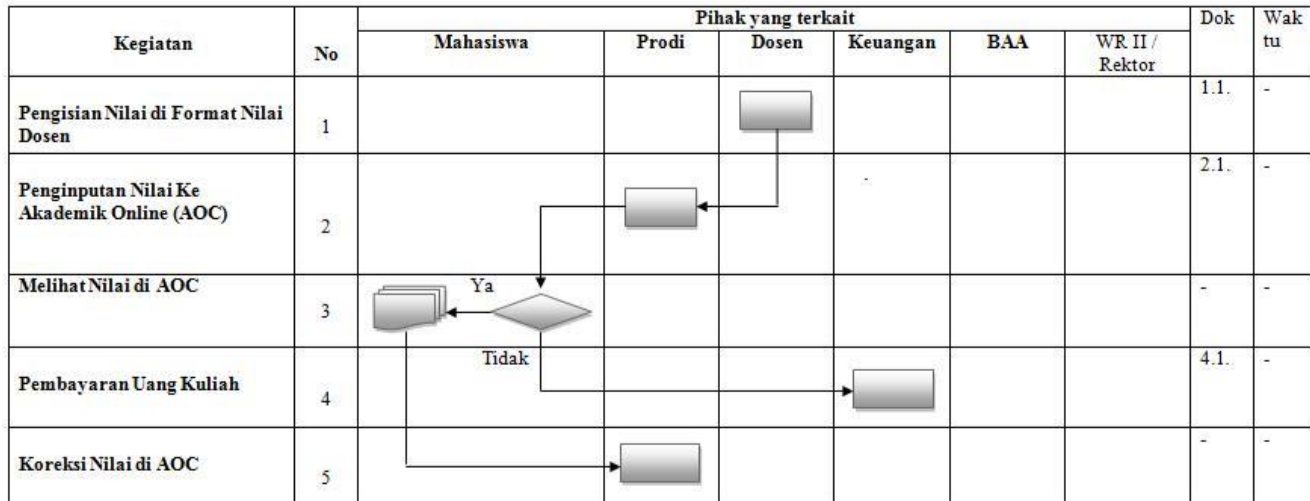 Kegiatan
No
Pihak yang terkait
Dok
Wak
tu
Mahasiswa
Prodi
Dosen
Keuangan
BAA
WR II /
Rektor
Pengisian Nilai di Format Nilai
Dosen
1
1.1.
-
Penginputan Nilai Ke
Akademik Online (AOC)
2
2.1.
-
Melihat Nilai di AOC
3
Ya
-
-
Pembayaran Uang Kuliah
4
Tidak
4.1.
-
Koreksi Nilai di AOC
5
-
-